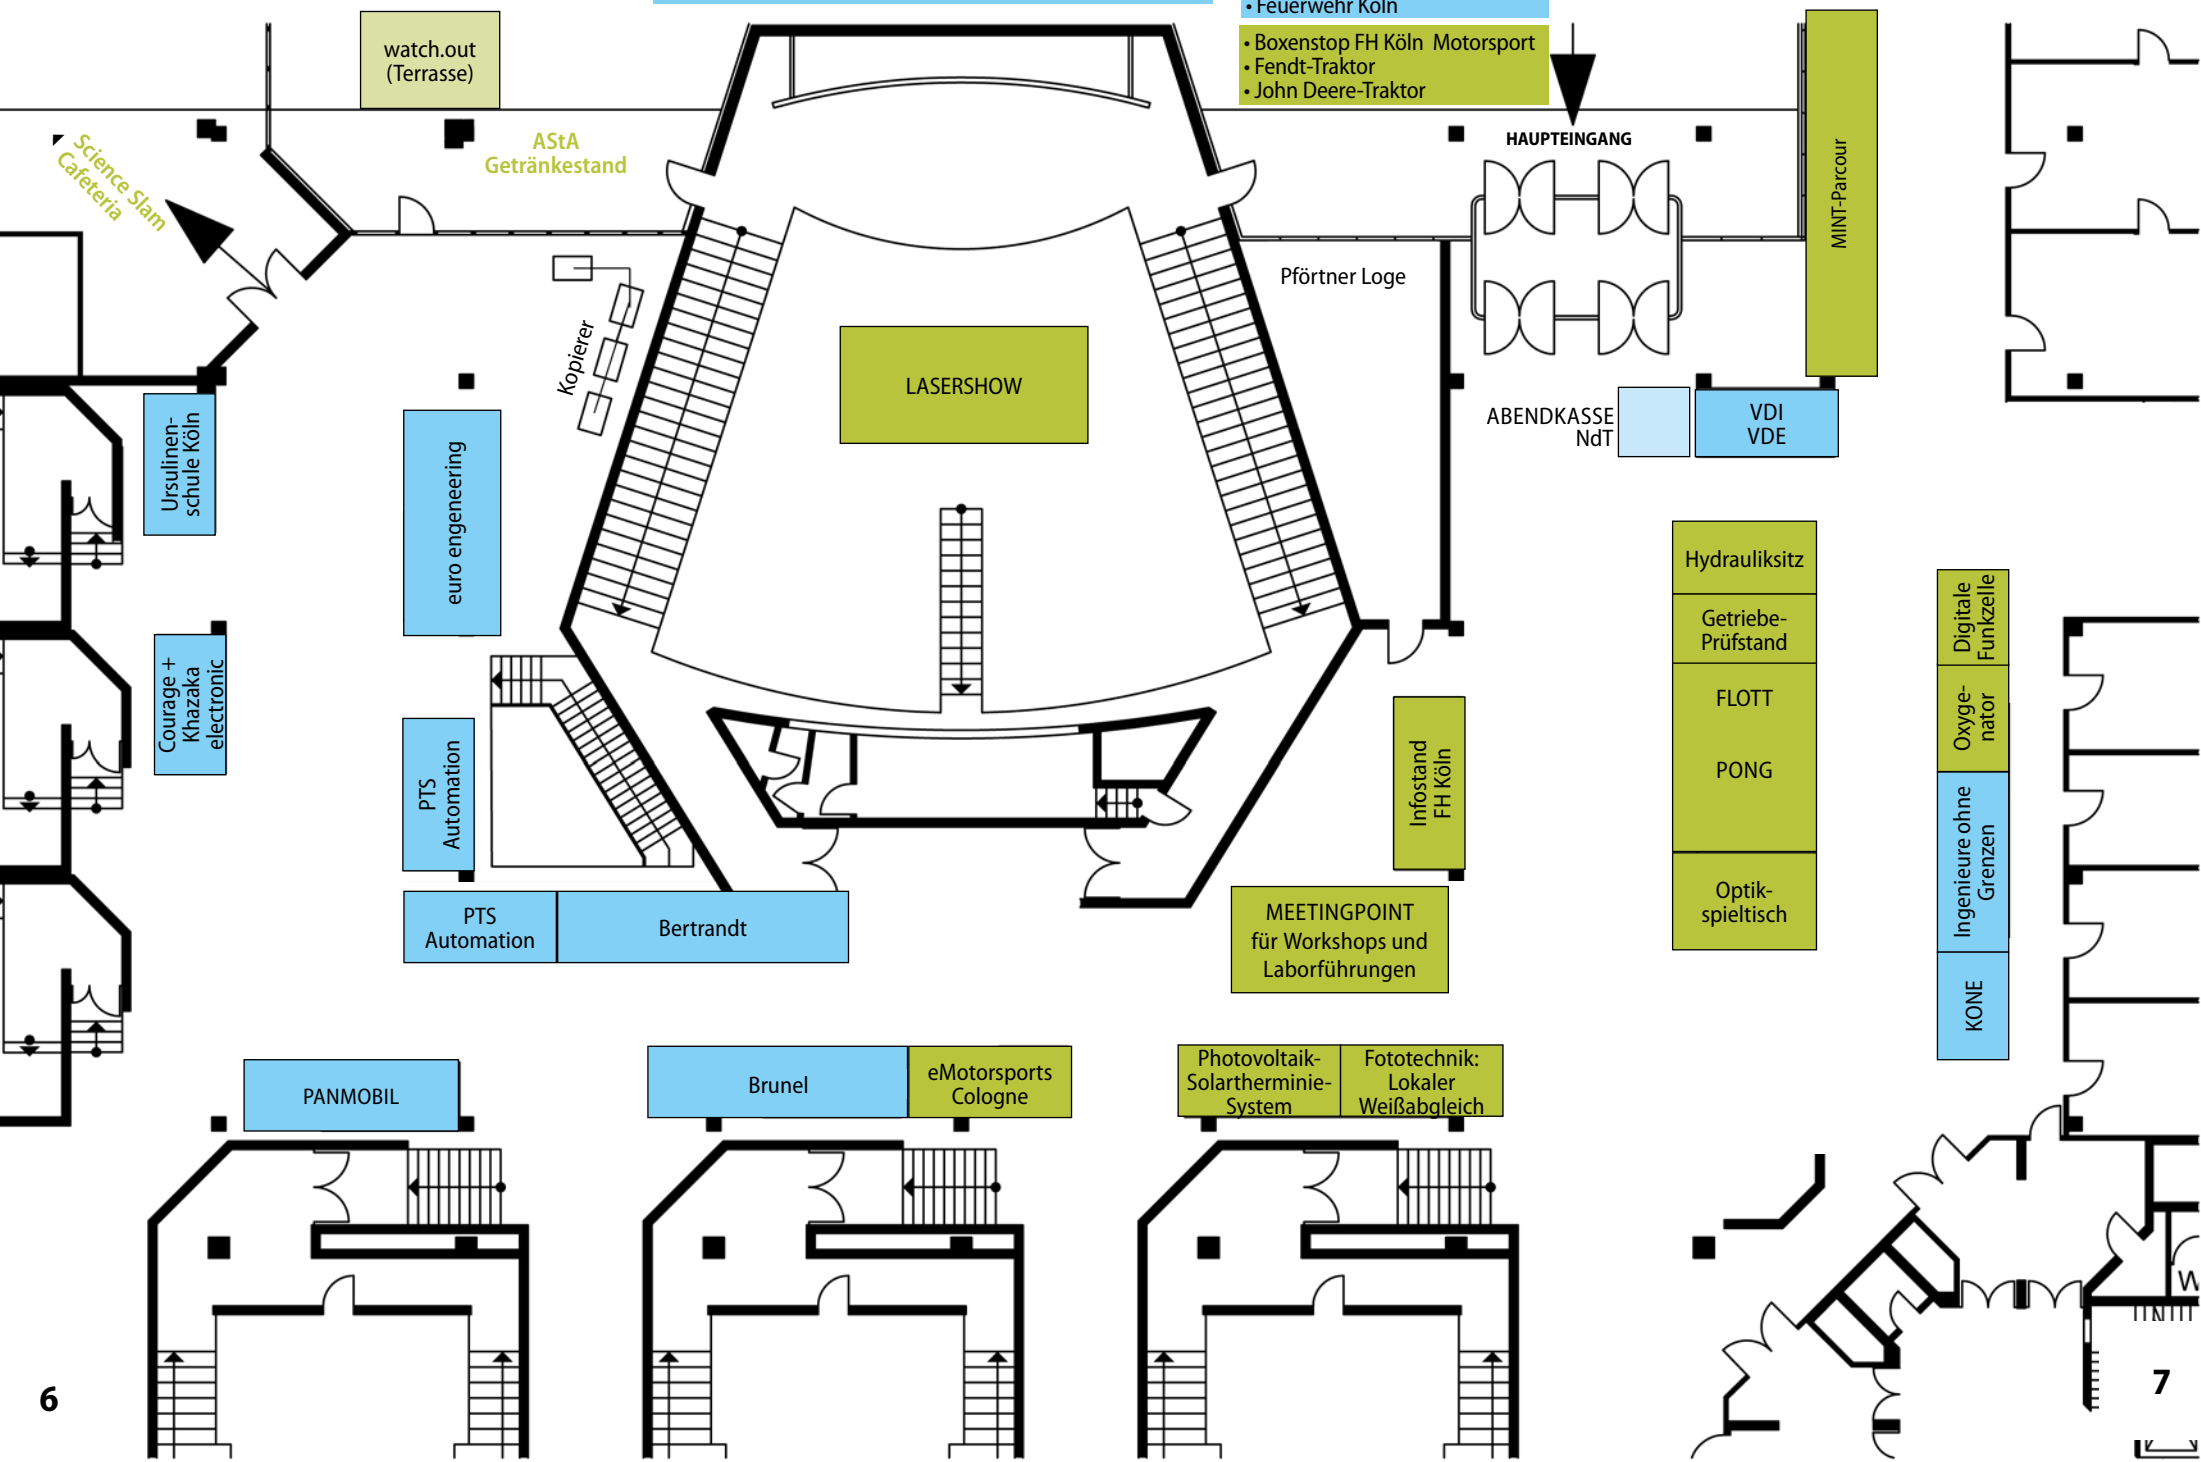 • Feuerwehr Köln
• Boxenstop FH Köln Motorsport
• Fendt-Traktor
• John Deere-Traktor
watch.out
(Terrasse)
AStA
Getränkestand
Science Slam
Cafeteria
HAUPTEINGANG
MINT-Parcour
Pförtner Loge
Kopierer
LASERSHOW
ABENDKASSE
NdT
VDI
VDE
Ursulinen-
schule Köln
euro engeneering
Hydrauliksitz
Getriebe-
Prüfstand
FLOTT
PONG
Optik-
spieltisch
Digitale
Funkzelle
Oxyge-
nator
Ingenieure ohne
Grenzen
KONE
Courage +
Khazaka
electronic
PTS
Automation
Infostand
FH Köln
PTS
Automation
Bertrandt
MEETINGPOINT
für Workshops und
Laborführungen
PANMOBIL
Brunel
eMotorsports
Cologne
Photovoltaik-
Solartherminie-
System
Fototechnik:
Lokaler
Weißabgleich
6
7